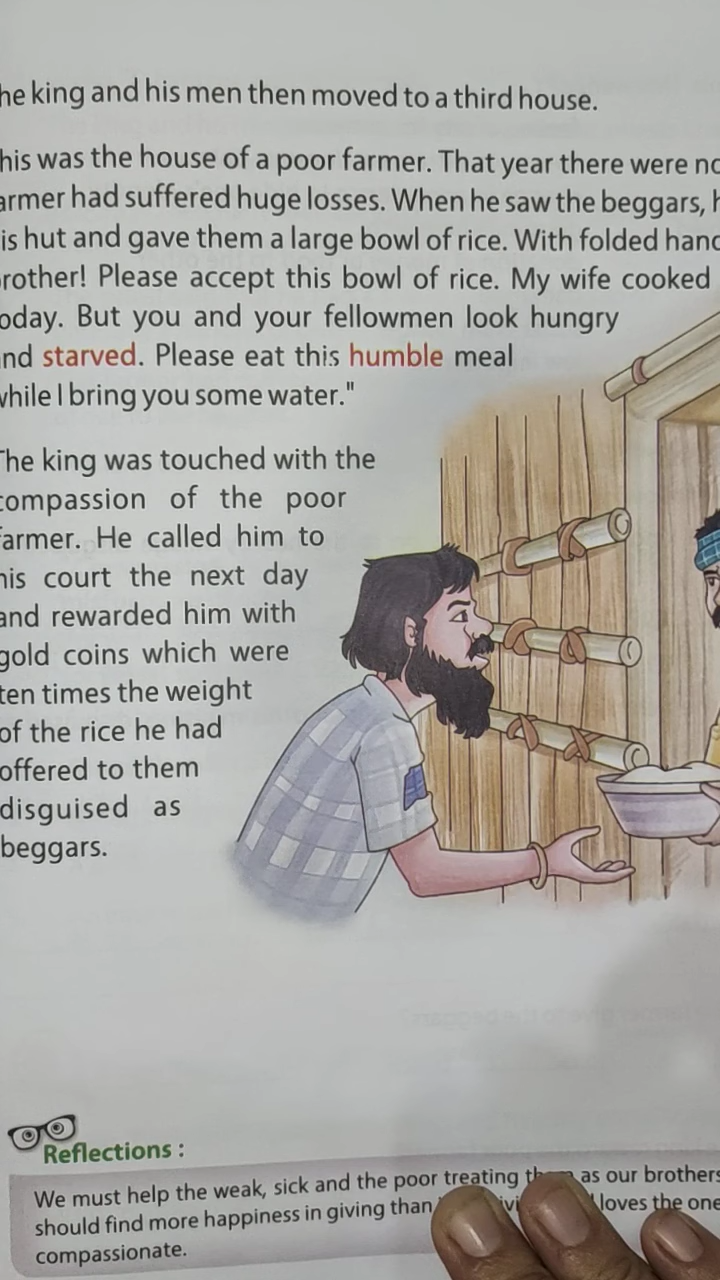 he king and his men then moved to a third house.
his was the house of a poor farmer. That year there were no
armer had suffered huge losses. When he saw the beggars, h
is hut and gave them a large bowl of rice. With folded hand
rother! Please accept this bowl of rice. My wife cooked
oday. But you and your fellowmen look hungry
nd starved. Please eat this humble meal
while I bring you some water."
The king was touched with the
compassion of the poor
farmer. He called him to
his court the next day
and rewarded him with
gold coins which were
ten times the weight
of the rice he had
offered to them
disguised as
beggars.
Reflections :
We must help the weak, sick and the poor treating as our brothers
should find more happiness in giving than loves the one
compassionate.